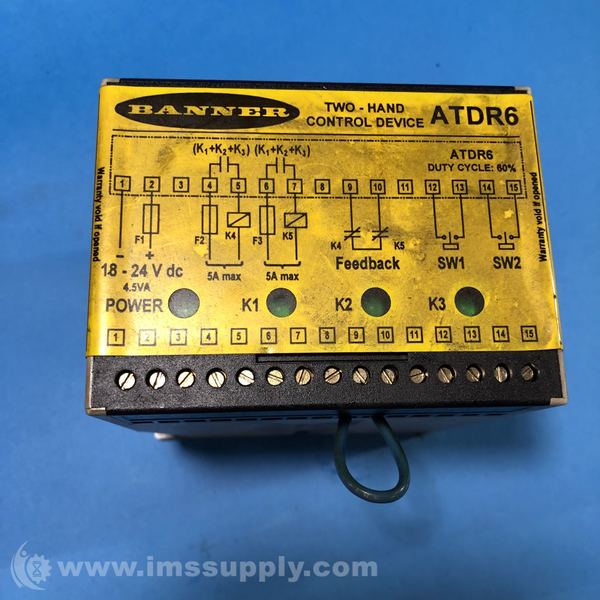 BANNER
TWO - HAND
CONTROL DEVICE ATDR6
(K1+K2+K3) (K1+K2+K3)
ATDR6
DUTY CYCLE: 60%
1 2 3 4 5 6 7 8 9 10 11 12 13 14 15
F1 F2 K4 F3 K5 K4 K5
- +
18 - 24 V dc
4.5VA
5A max 5A max
Feedback SW1 SW2
POWER K1 K2 K3
1 2 3 4 5 6 7 8 9 10 11 12 13 14 15
Warranty void if opened
Warranty void if opened
www.imssupply.com